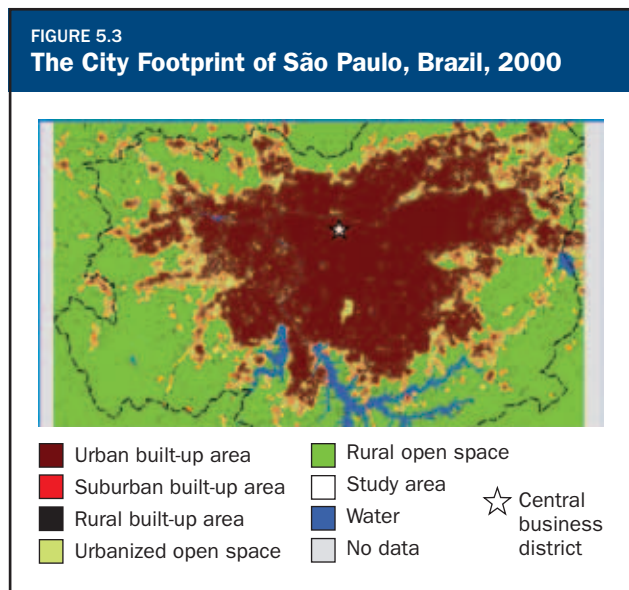 FIGURE 5.3
The City Footprint of São Paulo, Brazil, 2000
Urban built-up area
Suburban built-up area
Rural built-up area
Urbanized open space
Rural open space
Study area
Water
No data
Central
business
district